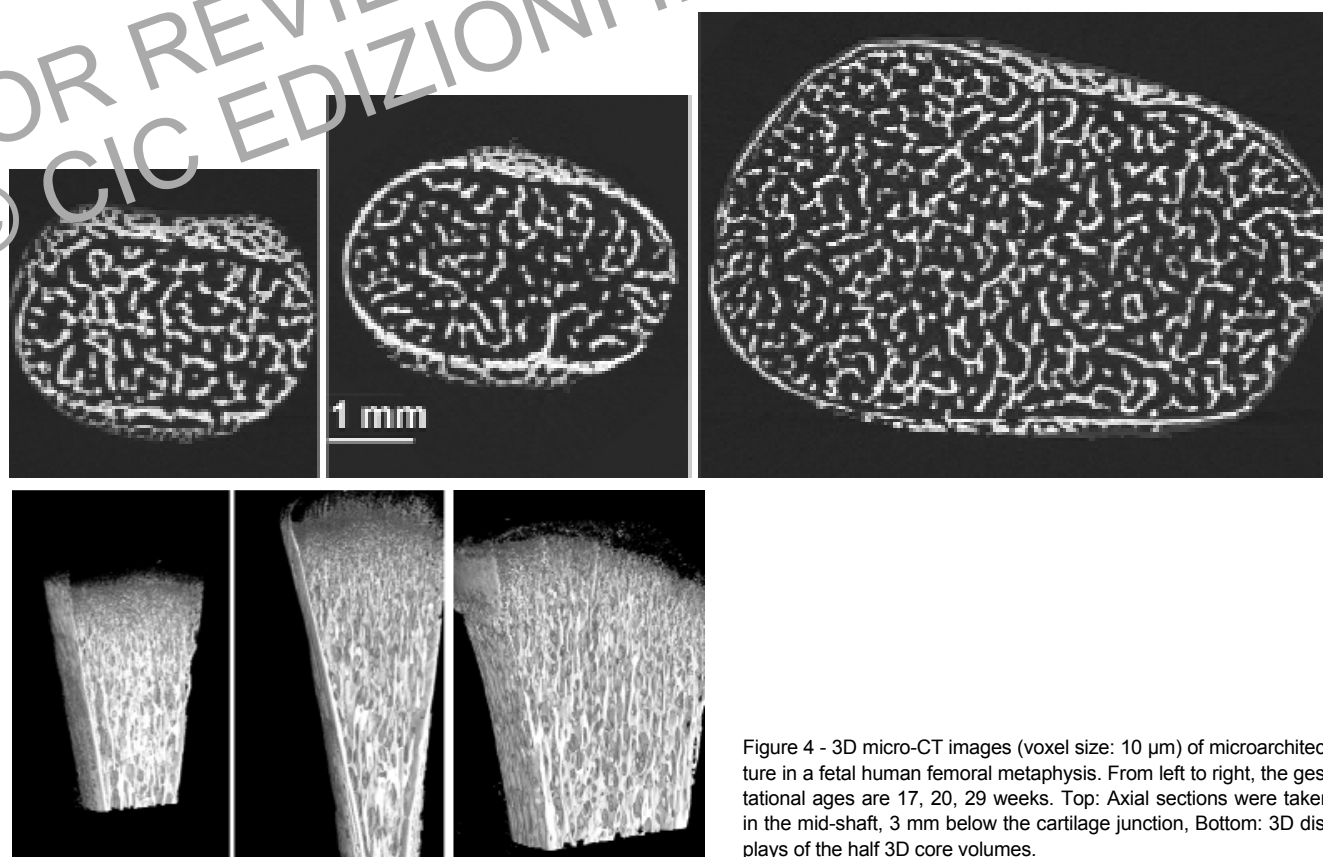 OR REVIE
© CIC EDIZIONI I
1 mm
Figure 4 - 3D micro-CT images (voxel size: 10 µm) of microarchitec
ture in a fetal human femoral metaphysis. From left to right, the ges
tational ages are 17, 20, 29 weeks. Top: Axial sections were taken
in the mid-shaft, 3 mm below the cartilage junction, Bottom: 3D dis
plays of the half 3D core volumes.